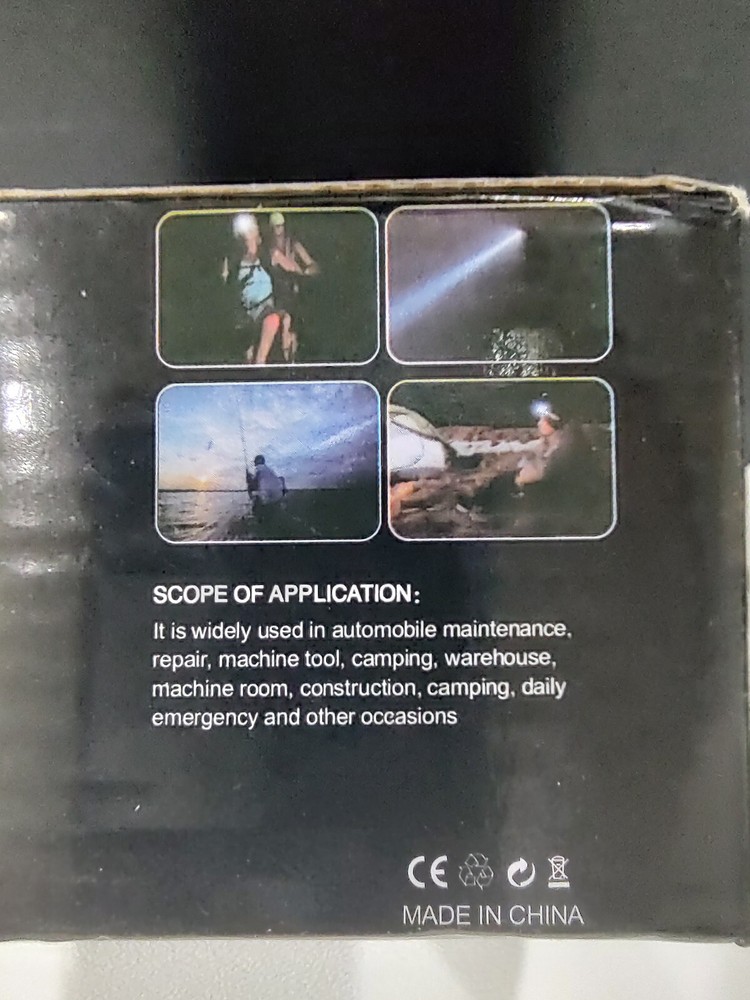 SCOPE OF APPLICATION:
It is widely used in automobile maintenance,
repair, machine tool, camping, warehouse,
machine room, construction, camping, daily
emergency and other occasions
CE
MADE IN CHINA